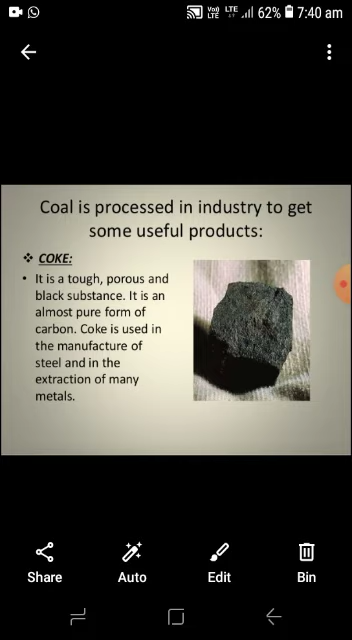 LTE 62% 7:40 am
Coal is processed in industry to get
some useful products:
❖ COKE:
• It is a tough, porous and
black substance. It is an
almost pure form of
carbon. Coke is used in
the manufacture of
steel and in the
extraction of many
metals.
Share Auto Edit Bin